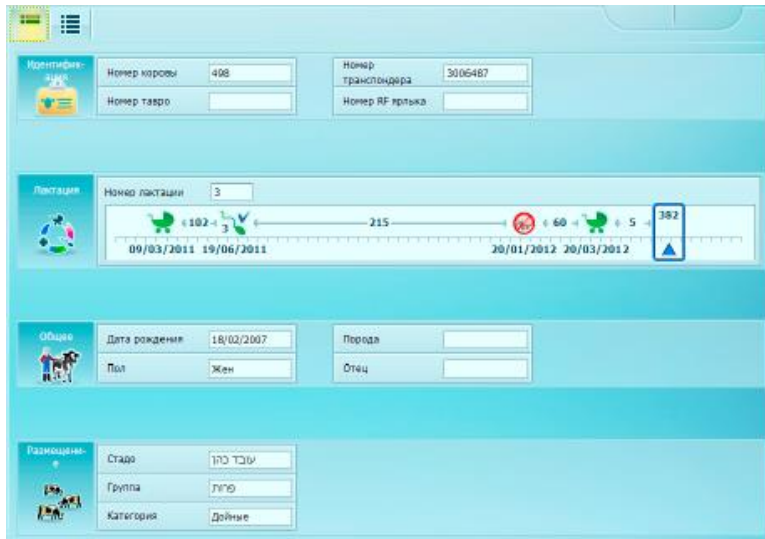 Идентифик-
ация
Номер коровы 498
Номер
транспондера 3006487
Номер тавро
Номер RF ярлыка
Лактация
Номер лактации 3
102 3 215 60 5 382
09/03/2011 19/06/2011 20/01/2012 20/03/2012
Общее
Дата рождения 18/02/2007 Порода
Пол Жен Отец
Размещени-
е
Стадо עובד כהן
Группа פרות
Категория Дойные